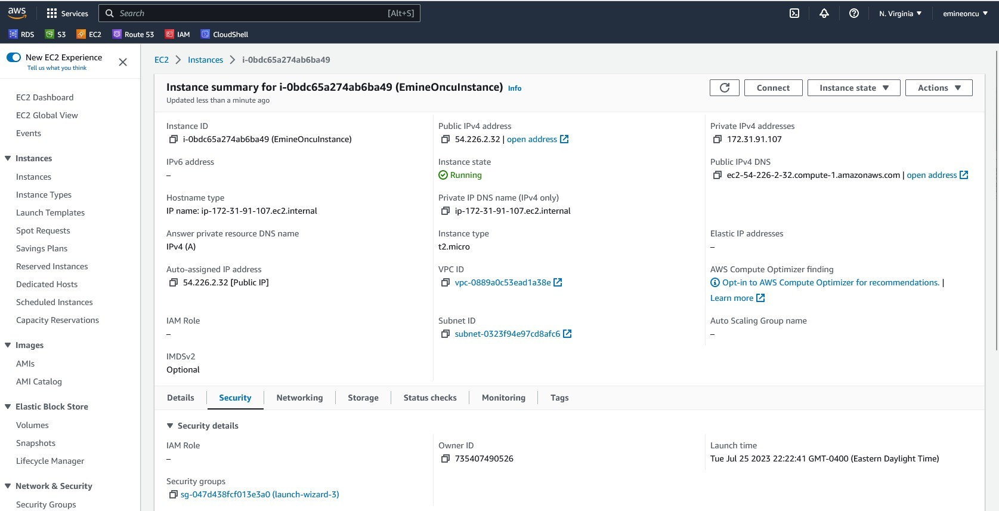 aws
Services
Search
[Alt+S]
N. Virginia
emineoncu
RDS
S3
EC2
Route 53
IAM
CloudShell
New EC2 Experience
Tell us what you think
EC2 Dashboard
EC2 Global View
Events
Instances
Instances
Instance Types
Launch Templates
Spot Requests
Savings Plans
Reserved Instances
Dedicated Hosts
Scheduled Instances
Capacity Reservations
Images
AMIs
AMI Catalog
Elastic Block Store
Volumes
Snapshots
Lifecycle Manager
Network & Security
Security Groups
EC2 > Instances > i-0bdc65a274ab6ba49
Instance summary for i-0bdc65a274ab6ba49 (EmineOncuInstance) Info
Updated less than a minute ago
Connect
Instance state
Actions
Instance ID
i-0bdc65a274ab6ba49 (EmineOncuInstance)
Public IPv4 address
54.226.2.32 | open address
Private IPv4 addresses
172.31.91.107
IPv6 address
–
Instance state
Running
Public IPv4 DNS
ec2-54-226-2-32.compute-1.amazonaws.com | open address
Hostname type
IP name: ip-172-31-91-107.ec2.internal
Private IP DNS name (IPv4 only)
ip-172-31-91-107.ec2.internal
Answer private resource DNS name
IPv4 (A)
Instance type
t2.micro
Elastic IP addresses
–
Auto-assigned IP address
54.226.2.32 [Public IP]
VPC ID
vpc-0889a0c53ead1a38e
AWS Compute Optimizer finding
Opt-in to AWS Compute Optimizer for recommendations. |
Learn more
IAM Role
–
Subnet ID
subnet-0323f94e97cd8afc6
Auto Scaling Group name
–
IMDSv2
Optional
Details
Security
Networking
Storage
Status checks
Monitoring
Tags
Security details
IAM Role
–
Owner ID
735407490526
Launch time
Tue Jul 25 2023 22:22:41 GMT-0400 (Eastern Daylight Time)
Security groups
sg-047d438fcf013e3a0 (launch-wizard-3)